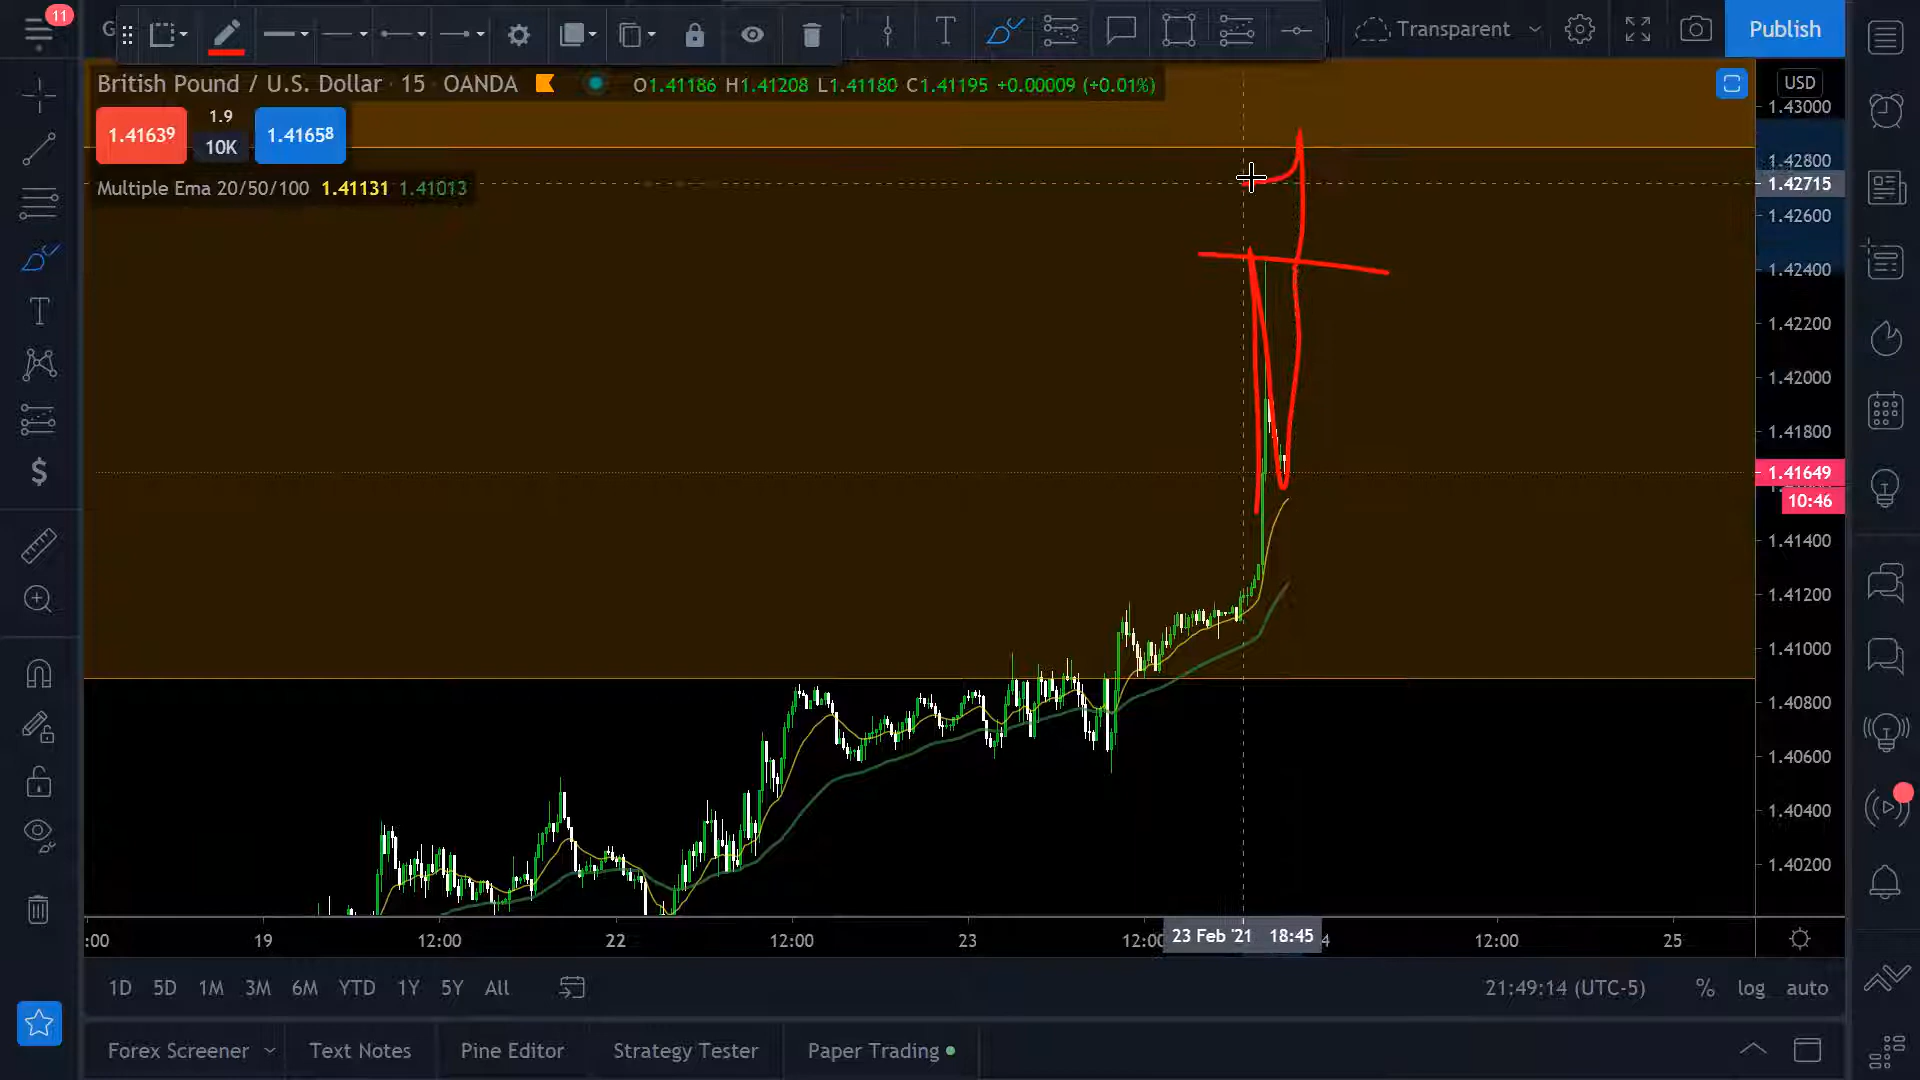 11
G
T
Transparent
Publish
British Pound / U.S. Dollar · 15 · OANDA
O1.41186 H1.41208 L1.41180 C1.41195 +0.00009 (+0.01%)
USD
1.43000
1.41639
1.9
10K
1.41658
1.42800
Multiple Ema 20/50/100 1.41131 1.41013
1.42715
1.42600
1.42400
1.42200
1.42000
1.41800
1.41649
10:46
1.41400
1.41200
1.41000
1.40800
1.40600
1.40400
1.40200
:00
19
12:00
22
12:00
23
12:00
23 Feb '21 18:45
4
12:00
25
1D 5D 1M 3M 6M YTD 1Y 5Y All
21:49:14 (UTC-5)
% log auto
Forex Screener
Text Notes
Pine Editor
Strategy Tester
Paper Trading